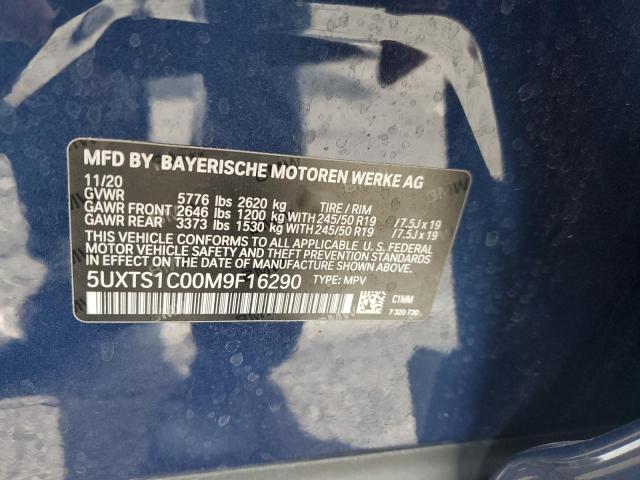 MFD BY BAYERISCHE MOTOREN WERKE AG
11/20
GVWR 5776 lbs 2620 kg TIRE / RIM
GAWR FRONT 2646 lbs 1200 kg WITH 245/50 R19 /7.5J x 19
GAWR REAR 3373 lbs 1530 kg WITH 245/50 R19 /7.5J x 19
THIS VEHICLE CONFORMS TO ALL APPLICABLE U.S. FEDERAL
MOTOR VEHICLE SAFETY AND THEFT PREVENTION STANDARDS
IN EFFECT ON THE DATE OF MANUFACTURE SHOWN ABOVE.
5UXTS1C00M9F16290 TYPE: MPV
C1MM
7 320 730